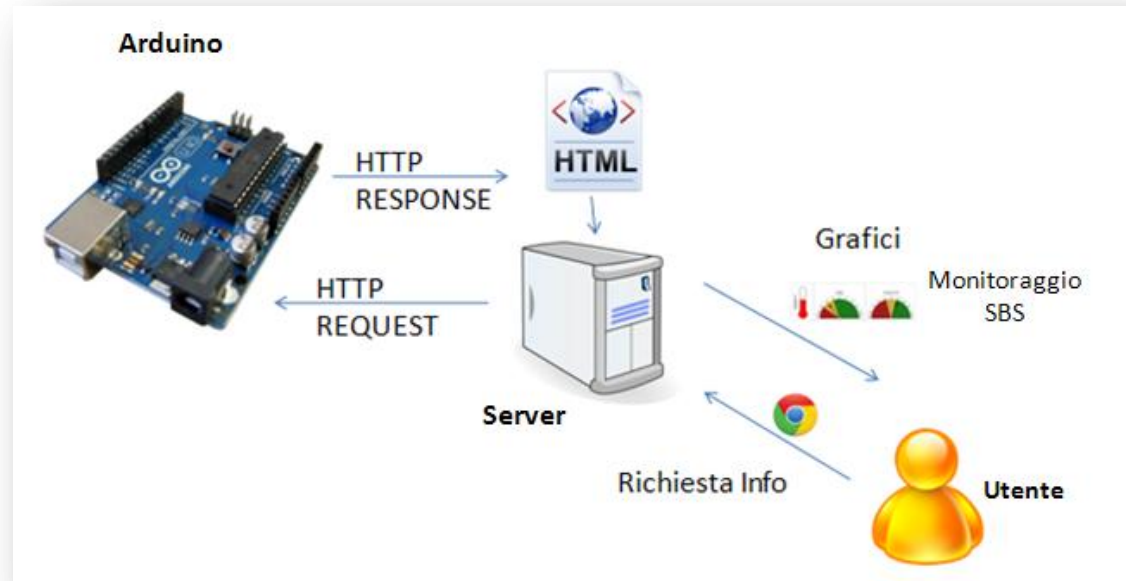 Arduino
HTTP
RESPONSE
HTML
HTTP
REQUEST
Server
Grafici
Monitoraggio
SBS
Richiesta Info
Utente